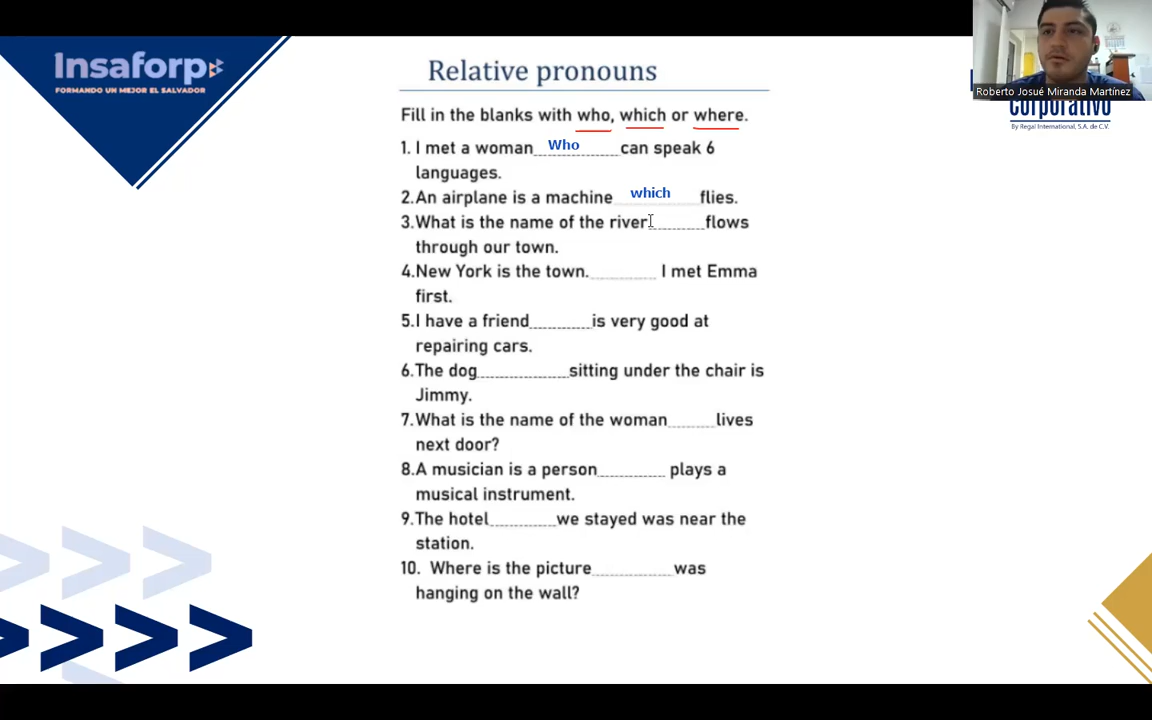 Insaforp
FORMANDO UN MEJOR EL SALVADOR
Relative pronouns
Roberto Josué Miranda Martínez
corporativo
By Regal International, S.A. de C.V.
Fill in the blanks with who, which or where.
1. I met a woman Who can speak 6
languages.
2.An airplane is a machine which flies.
3.What is the name of the river flows
through our town.
4.New York is the town. I met Emma
first.
5.I have a friend is very good at
repairing cars.
6.The dog sitting under the chair is
Jimmy.
7.What is the name of the woman lives
next door?
8.A musician is a person plays a
musical instrument.
9.The hotel we stayed was near the
station.
10. Where is the picture was
hanging on the wall?